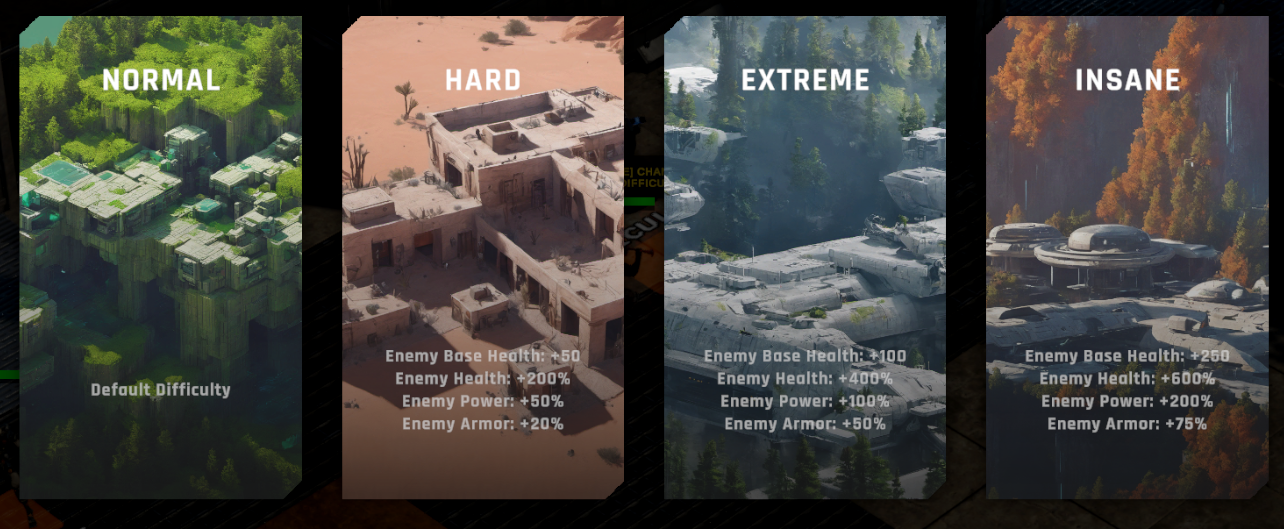 NORMAL
Default Difficulty
HARD
Enemy Base Health: +50
Enemy Health: +200%
Enemy Power: +50%
Enemy Armor: +20%
EXTREME
Enemy Base Health: +100
Enemy Health: +400%
Enemy Power: +100%
Enemy Armor: +50%
INSANE
Enemy Base Health: +250
Enemy Health: +600%
Enemy Power: +200%
Enemy Armor: +75%